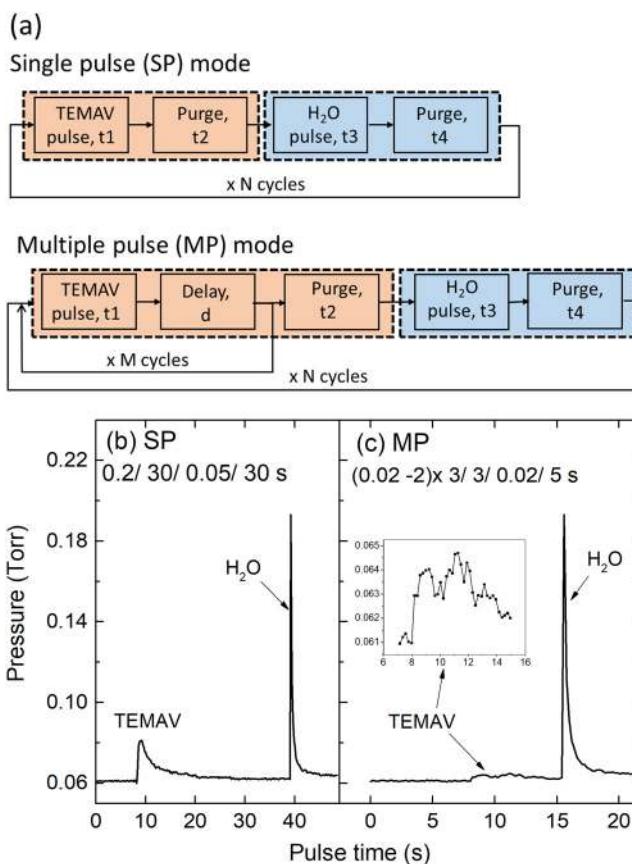 (a)
Single pulse (SP) mode
TEMAV
pulse, t1
Purge,
t2
H₂O
pulse, t3
Purge,
t4
x N cycles
Multiple pulse (MP) mode
TEMAV
pulse, t1
Delay,
d
Purge,
t2
H₂O
pulse, t3
Purge,
t4
x M cycles
x N cycles
Pressure (Torr)
0.22
0.18
0.14
0.10
0.06
(b) SP
0.2/ 30/ 0.05/ 30 s
H₂O
TEMAV
0 10 20 30 40
(c) MP
(0.02 -2)x 3/ 3/ 0.02/ 5 s
0.065
0.064
0.063
0.062
0.061
6 8 10 12 14 16
H₂O
TEMAV
0 5 10 15 20
Pulse time (s)